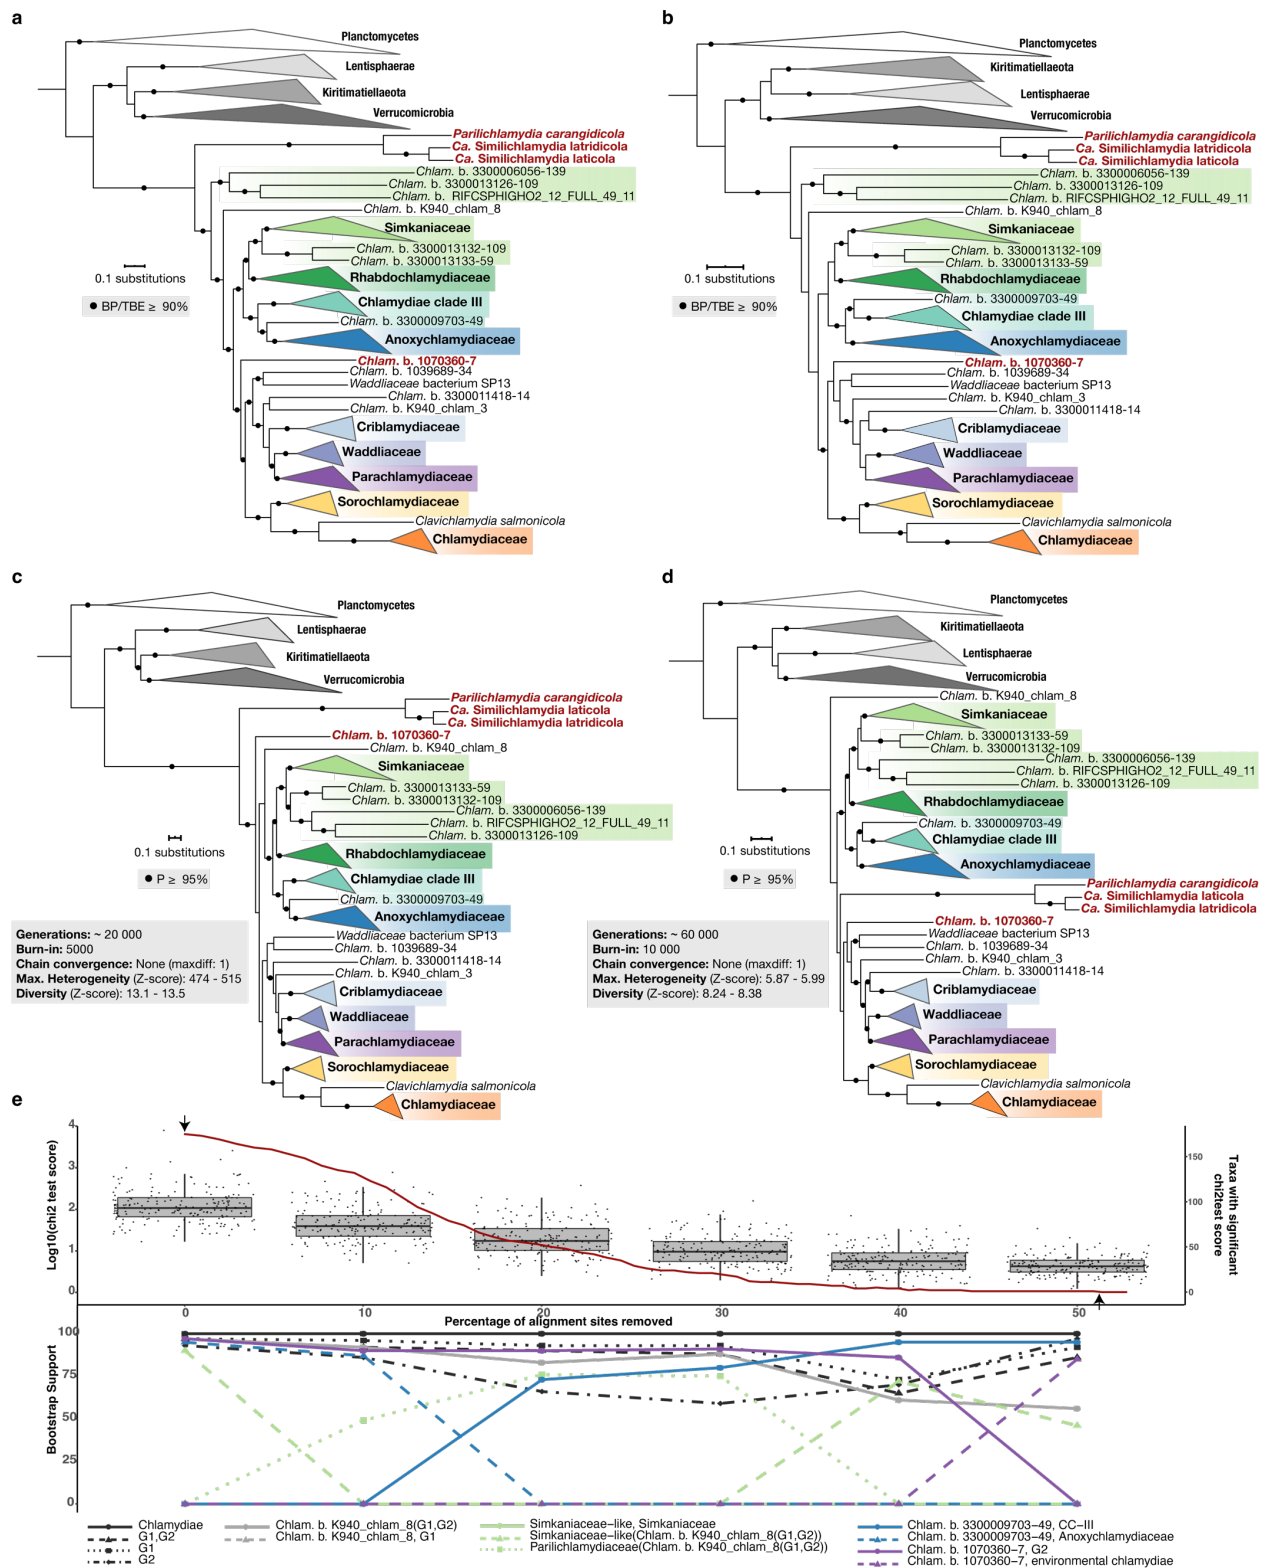 a
Planctomycetes
Lentisphaerae
Kiritimatiellaeota
Verrucomicrobia
Parilichlamydia carangidicola
Ca. Similichlamydia latridicola
Ca. Similichlamydia laticola
Chlam. b. 3300006056-139
Chlam. b. 3300013126-109
Chlam. b. RIFCSPHIGHO2_12_FULL_49_11
Chlam. b. K940_chlam_8
Simkaniaceae
Chlam. b. 3300013132-109
Chlam. b. 3300013133-59
Rhabdochlamydiaceae
Chlamydiae clade III
Chlam. b. 3300009703-49
Anoxychlamydiaceae
Chlam. b. 1070360-7
Chlam. b. 1039689-34
Waddliaceae bacterium SP13
Chlam. b. 3300011418-14
Chlam. b. K940_chlam_3
Criblamydiaceae
Waddliaceae
Parachlamydiaceae
Sorochlamydiaceae
Clavichlamydia salmonicola
Chlamydiaceae
0.1 substitutions
BP/TBE ≥ 90%
b
Planctomycetes
Kiritimatiellaeota
Lentisphaerae
Verrucomicrobia
Parilichlamydia carangidicola
Ca. Similichlamydia latridicola
Ca. Similichlamydia laticola
Chlam. b. 3300006056-139
Chlam. b. 3300013126-109
Chlam. b. RIFCSPHIGHO2_12_FULL_49_11
Chlam. b. K940_chlam_8
Simkaniaceae
Chlam. b. 3300013132-109
Chlam. b. 3300013133-59
Rhabdochlamydiaceae
Chlam. b. 3300009703-49
Chlamydiae clade III
Anoxychlamydiaceae
Chlam. b. 1070360-7
Chlam. b. 1039689-34
Waddliaceae bacterium SP13
Chlam. b. K940_chlam_3
Chlam. b. 3300011418-14
Criblamydiaceae
Waddliaceae
Parachlamydiaceae
Sorochlamydiaceae
Clavichlamydia salmonicola
Chlamydiaceae
0.1 substitutions
BP/TBE ≥ 90%
c
Planctomycetes
Lentisphaerae
Kiritimatiellaeota
Verrucomicrobia
Parilichlamydia carangidicola
Ca. Similichlamydia laticola
Ca. Similichlamydia latridicola
Chlam. b. 1070360-7
Chlam. b. K940_chlam_8
Simkaniaceae
Chlam. b. 3300013133-59
Chlam. b. 3300013132-109
Chlam. b. 3300006056-139
Chlam. b. RIFCSPHIGHO2_12_FULL_49_11
Chlam. b. 3300013126-109
Rhabdochlamydiaceae
Chlamydiae clade III
Chlam. b. 3300009703-49
Anoxychlamydiaceae
Waddliaceae bacterium SP13
Chlam. b. 1039689-34
Chlam. b. 3300011418-14
Chlam. b. K940_chlam_3
Criblamydiaceae
Waddliaceae
Parachlamydiaceae
Sorochlamydiaceae
Clavichlamydia salmonicola
Chlamydiaceae
0.1 substitutions
P ≥ 95%
Generations: ~ 20 000
Burn-in: 5000
Chain convergence: None (maxdiff: 1)
Max. Heterogeneity (Z-score): 474 - 515
Diversity (Z-score): 13.1 - 13.5
d
Planctomycetes
Kiritimatiellaeota
Lentisphaerae
Verrucomicrobia
Chlam. b. K940_chlam_8
Simkaniaceae
Chlam. b. 3300013133-59
Chlam. b. 3300013132-109
Chlam. b. 3300006056-139
Chlam. b. RIFCSPHIGHO2_12_FULL_49_11
Chlam. b. 3300013126-109
Rhabdochlamydiaceae
Chlam. b. 3300009703-49
Chlamydiae clade III
Anoxychlamydiaceae
Parilichlamydia carangidicola
Ca. Similichlamydia laticola
Ca. Similichlamydia latridicola
Chlam. b. 1070360-7
Waddliaceae bacterium SP13
Chlam. b. 1039689-34
Chlam. b. K940_chlam_3
Chlam. b. 3300011418-14
Criblamydiaceae
Waddliaceae
Parachlamydiaceae
Sorochlamydiaceae
Clavichlamydia salmonicola
Chlamydiaceae
0.1 substitutions
P ≥ 95%
Generations: ~ 60 000
Burn-in: 10 000
Chain convergence: None (maxdiff: 1)
Max. Heterogeneity (Z-score): 5.87 - 5.99
Diversity (Z-score): 8.24 - 8.38
e
Log10(chi2 test score)
4
3
2
1
0
Taxa with significant
chi2test score
150
100
50
0
0
10
20
30
40
50
Percentage of alignment sites removed
Bootstrap Support
100
75
50
25
0
Chlamydiae
G1,G2
G1
G2
Chlam. b. K940_chlam_8(G1,G2)
Chlam. b. K940_chlam_8, G1
Simkaniaceae-like, Simkaniaceae
Simkaniaceae-like(Chlam. b. K940_chlam_8(G1,G2))
Parilichlamydiaceae(Chlam. b. K940_chlam_8(G1,G2))
Chlam. b. 3300009703-49, CC-III
Chlam. b. 3300009703-49, Anoxychlamydiaceae
Chlam. b. 1070360-7, G2
Chlam. b. 1070360-7, environmental chlamydiae